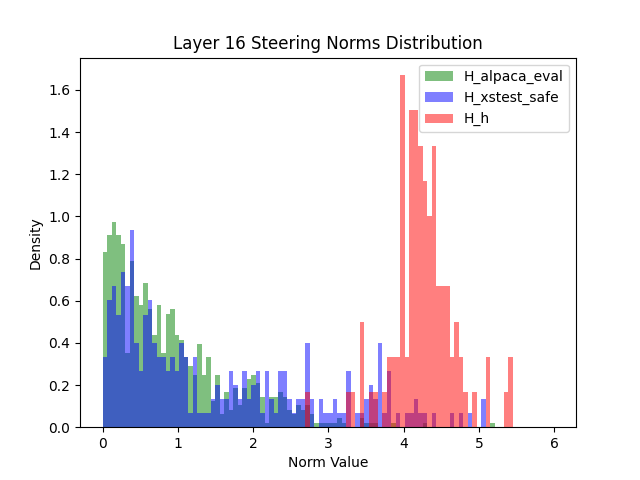 Layer 16 Steering Norms Distribution
H_alpaca_eval
H_xstest_safe
H_h
Density
1.6
1.4
1.2
1.0
0.8
0.6
0.4
0.2
0.0
0 1 2 3 4 5 6
Norm Value